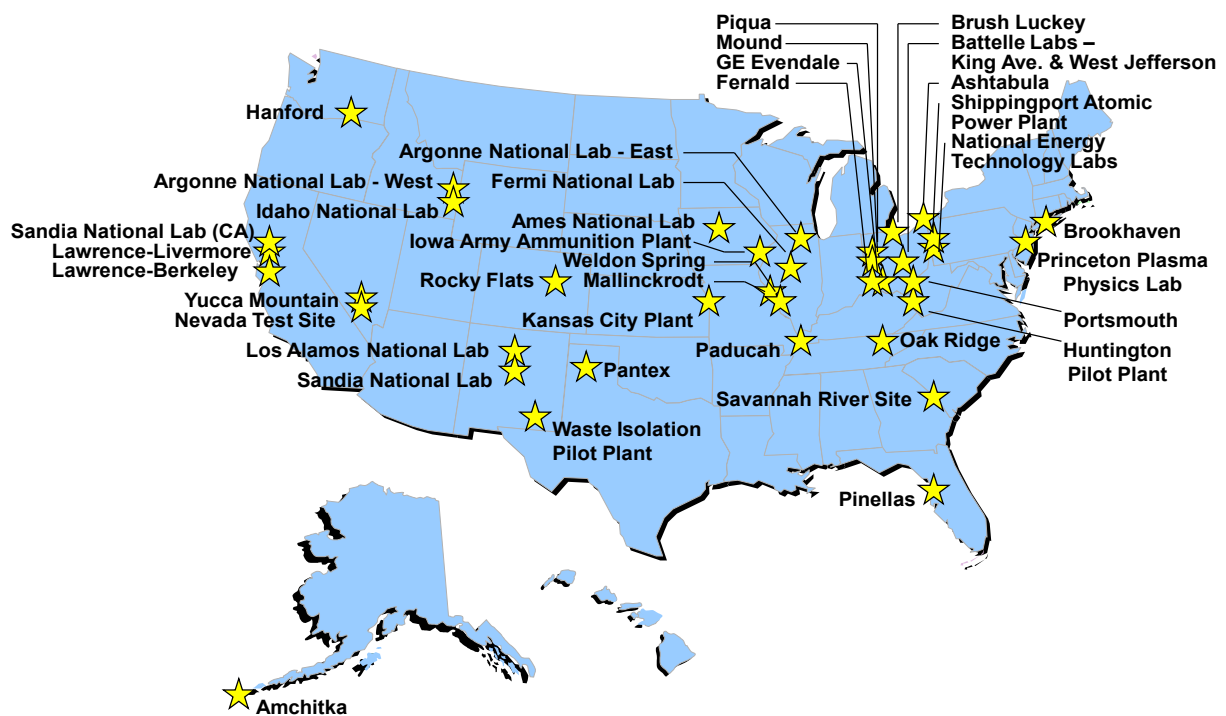 Piqua
Mound
GE Evendale
Fernald
Brush Luckey
Battelle Labs –
King Ave. & West Jefferson
Ashtabula
Shippingport Atomic
Power Plant
National Energy
Technology Labs
Hanford
Argonne National Lab - East
Argonne National Lab - West
Fermi National Lab
Idaho National Lab
Ames National Lab
Sandia National Lab (CA)
Lawrence-Livermore
Lawrence-Berkeley
Iowa Army Ammunition Plant
Weldon Spring
Mallinckrodt
Rocky Flats
Brookhaven
Princeton Plasma
Physics Lab
Yucca Mountain
Nevada Test Site
Kansas City Plant
Portsmouth
Los Alamos National Lab
Sandia National Lab
Paducah
Oak Ridge
Huntington
Pilot Plant
Pantex
Savannah River Site
Waste Isolation
Pilot Plant
Pinellas
Amchitka